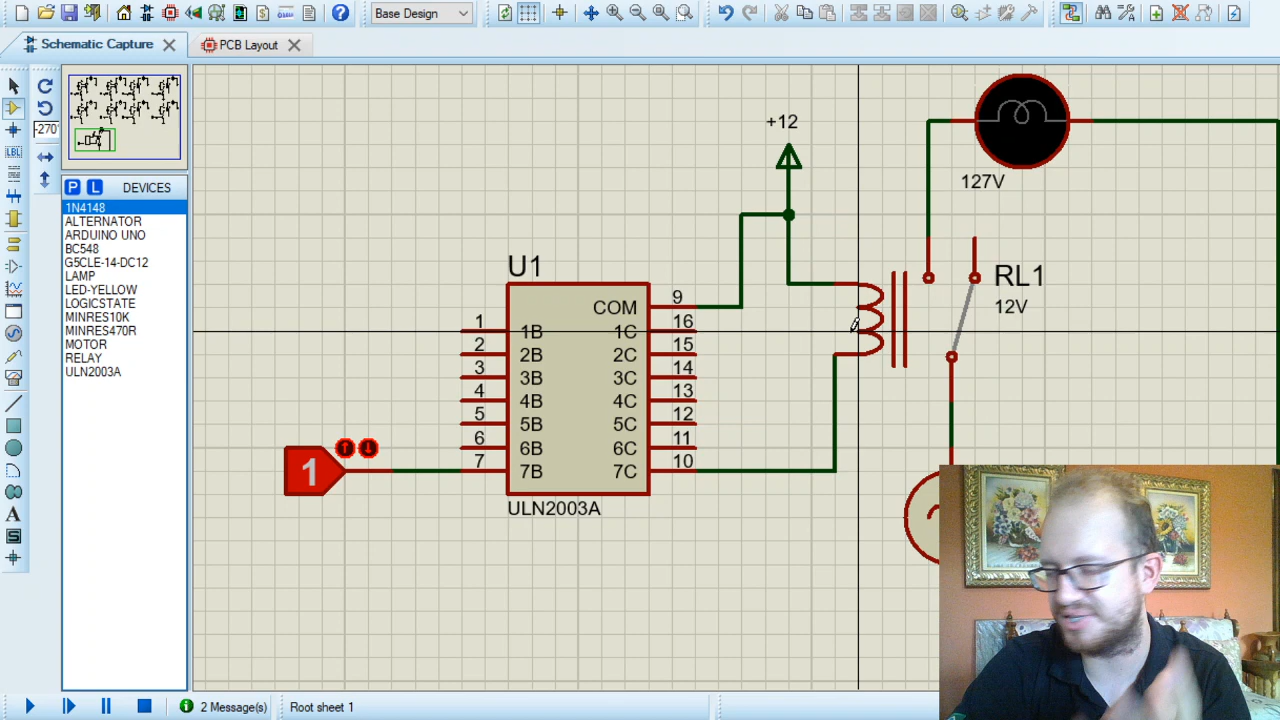 Base Design
Schematic Capture
PCB Layout
-270
LBL
P L DEVICES
1N4148
ALTERNATOR
ARDUINO UNO
BC548
G5CLE-14-DC12
LAMP
LED-YELLOW
LOGICSTATE
MINRES10K
MINRES470R
MOTOR
RELAY
ULN2003A
A
S
+12
127V
U1
RL1
12V
COM 9
1 1B 1C 16
2 2B 2C 15
3 3B 3C 14
4 4B 4C 13
5 5B 5C 12
6 6B 6C 11
7 7B 7C 10
1
ULN2003A
2 Message(s)
Root sheet 1